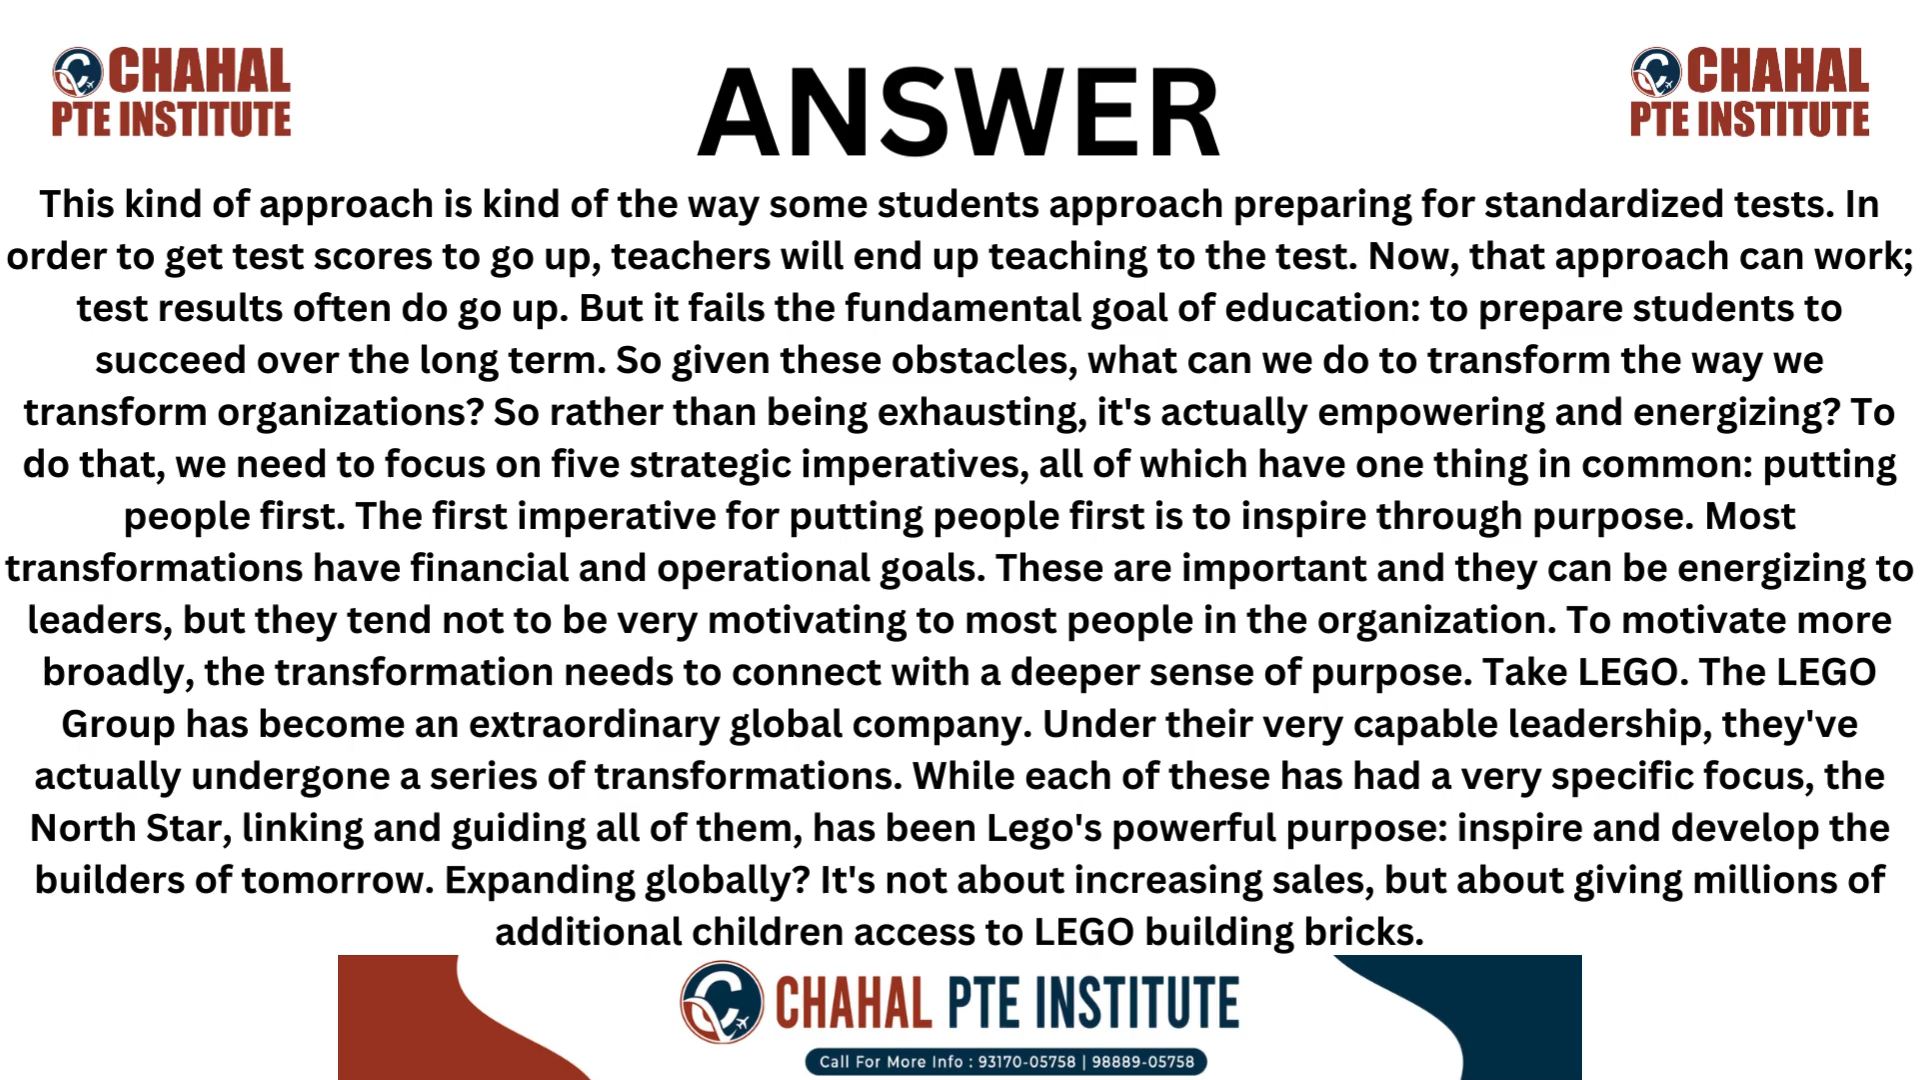 CHAHAL
PTE INSTITUTE
ANSWER
CHAHAL
PTE INSTITUTE
This kind of approach is kind of the way some students approach preparing for standardized tests. In
order to get test scores to go up, teachers will end up teaching to the test. Now, that approach can work;
test results often do go up. But it fails the fundamental goal of education: to prepare students to
succeed over the long term. So given these obstacles, what can we do to transform the way we
transform organizations? So rather than being exhausting, it's actually empowering and energizing? To
do that, we need to focus on five strategic imperatives, all of which have one thing in common: putting
people first. The first imperative for putting people first is to inspire through purpose. Most
transformations have financial and operational goals. These are important and they can be energizing to
leaders, but they tend not to be very motivating to most people in the organization. To motivate more
broadly, the transformation needs to connect with a deeper sense of purpose. Take LEGO. The LEGO
Group has become an extraordinary global company. Under their very capable leadership, they've
actually undergone a series of transformations. While each of these has had a very specific focus, the
North Star, linking and guiding all of them, has been Lego's powerful purpose: inspire and develop the
builders of tomorrow. Expanding globally? It's not about increasing sales, but about giving millions of
additional children access to LEGO building bricks.
CHAHAL PTE INSTITUTE
Call For More Info : 93170-05758 | 98889-05758